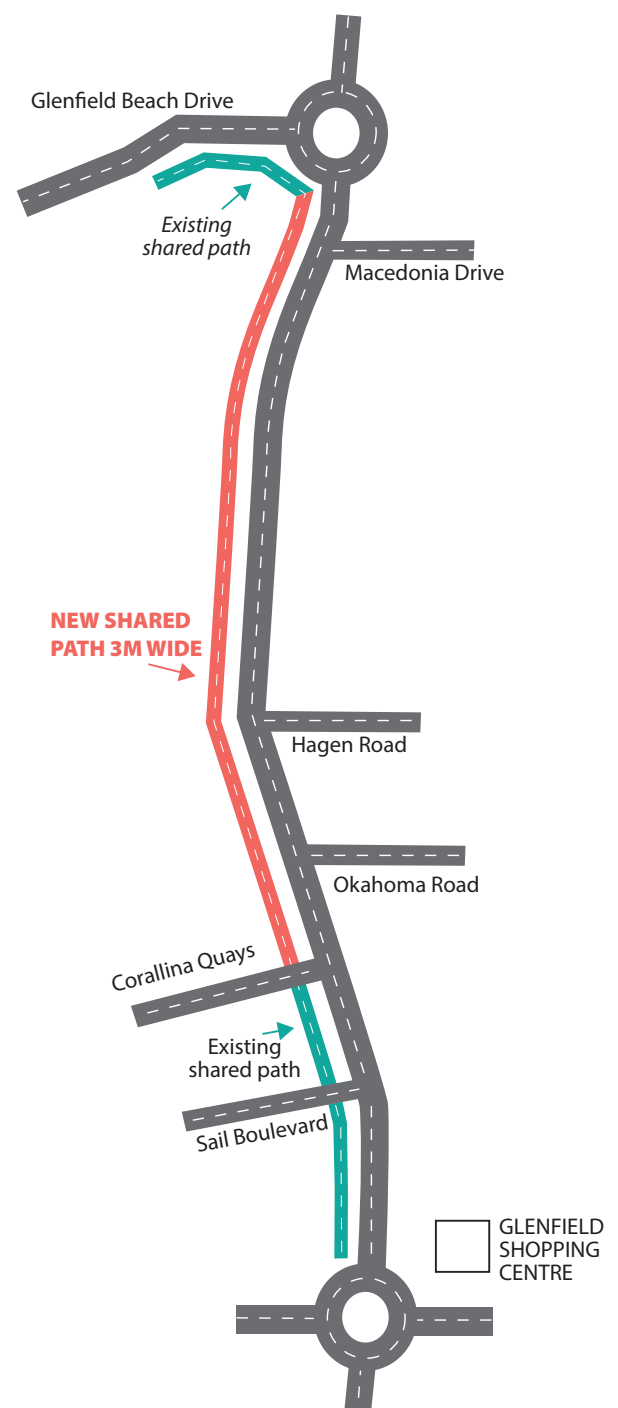 Glenfield Beach Drive
Existing
shared path
Macedonia Drive
NEW SHARED
PATH 3M WIDE
Hagen Road
Okahoma Road
Corallina Quays
Existing
shared path
Sail Boulevard
GLENFIELD
SHOPPING
CENTRE